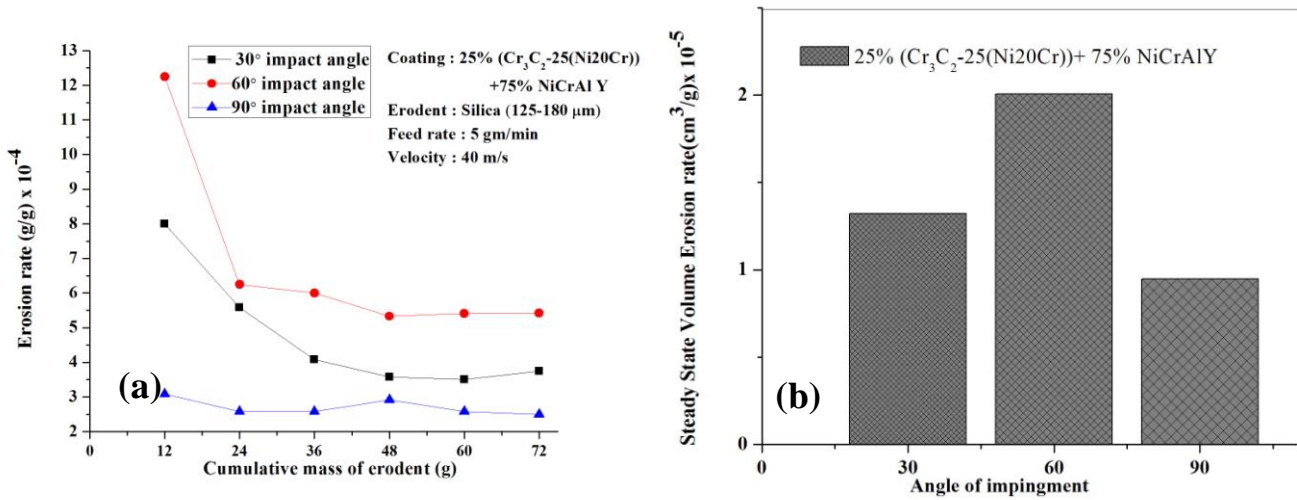 30° impact angle
60° impact angle
90° impact angle
Coating : 25% (Cr₃C₂-25(Ni20Cr))
+75% NiCrAl Y
Erodent : Silica (125-180 μm)
Feed rate : 5 gm/min
Velocity : 40 m/s
Erosion rate (g/g) x 10⁻⁴
13
12
11
10
9
8
7
6
5
4
3
2
(a)
0 12 24 36 48 60 72
Cumulative mass of erodent (g)
25% (Cr₃C₂-25(Ni20Cr))+ 75% NiCrAlY
Steady State Volume Erosion rate(cm³/g)x 10⁻⁵
2
1
0
(b)
0 30 60 90
Angle of impingment